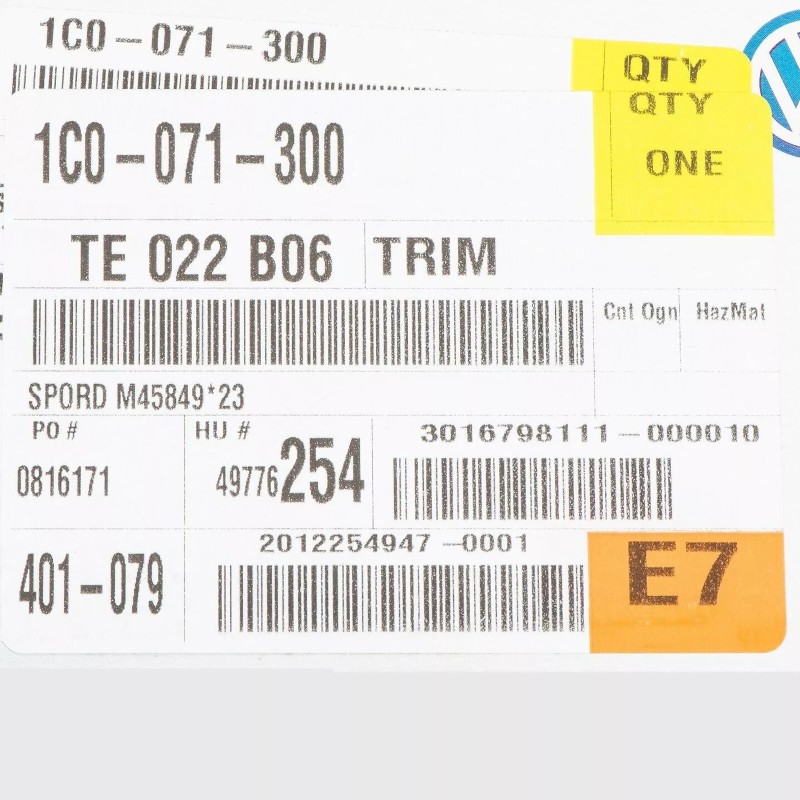 1C0-071-300
QTY
QTY
1C0-071-300
ONE
TE 022 B06 TRIM
Cnt Ogn HazMat
SPORD M45849*23
PO # HU # 3016798111-000010
0816171 49776254
2012254947-0001
401-079 E7